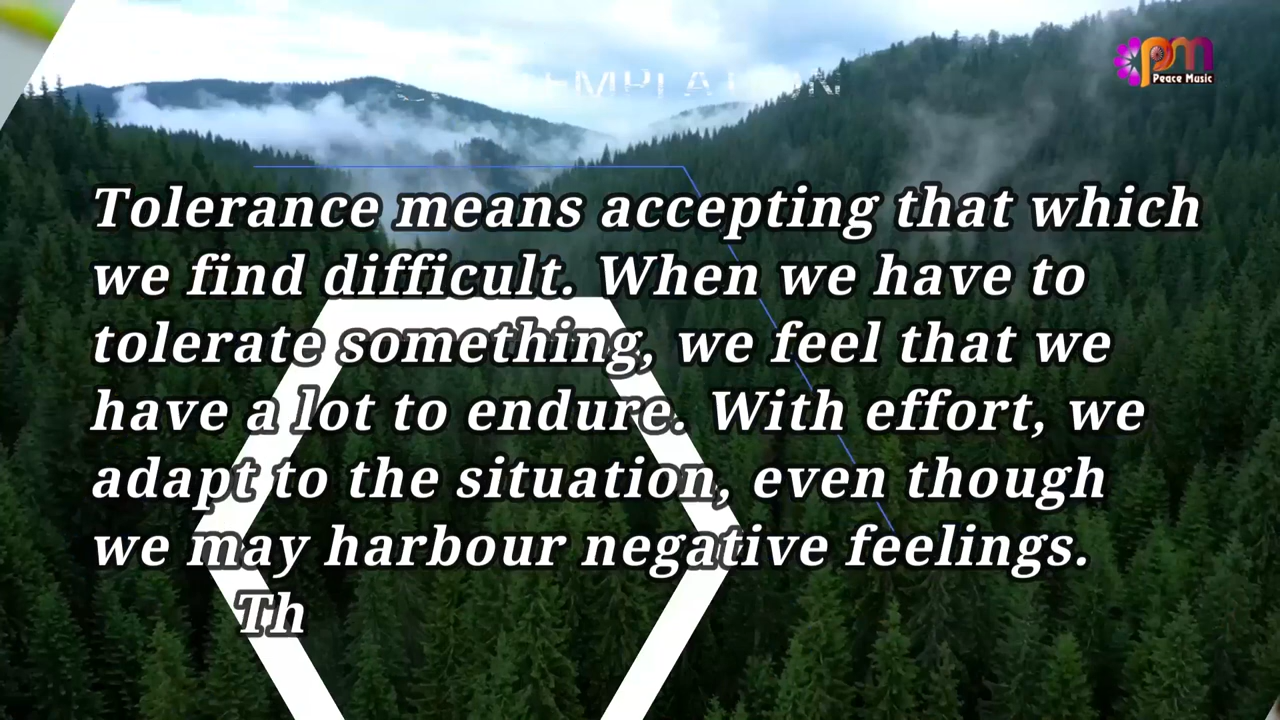 pm
Peace Music
Tolerance means accepting that which
we find difficult. When we have to
tolerate something, we feel that we
have a lot to endure. With effort, we
adapt to the situation, even though
we may harbour negative feelings.
Th